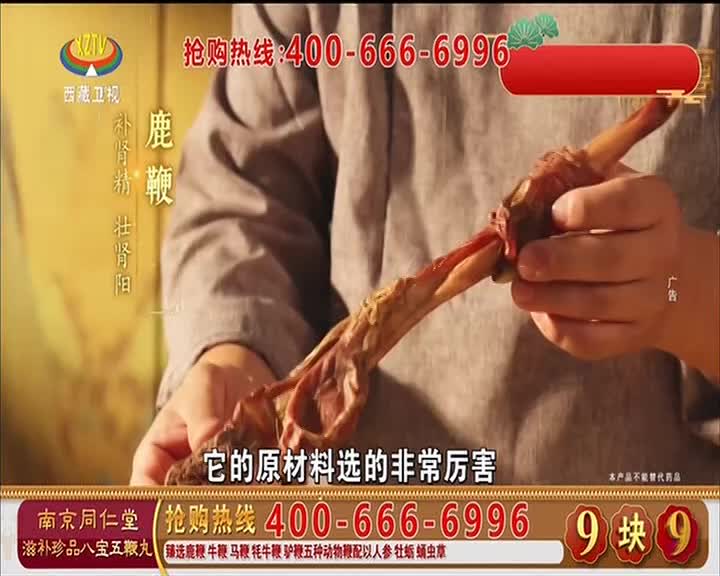 XZTV
西藏卫视
抢购热线:400-666-6996
鹿鞭
补肾精 壮肾阳
广告
它的原材料选的非常厉害
本产品不能替代药品
南京同仁堂
滋补珍品八宝五鞭丸
抢购热线 400-666-6996
臻选鹿鞭 牛鞭 马鞭 牦牛鞭 驴鞭五种动物鞭配以人参 牡蛎 蛹虫草
9块9